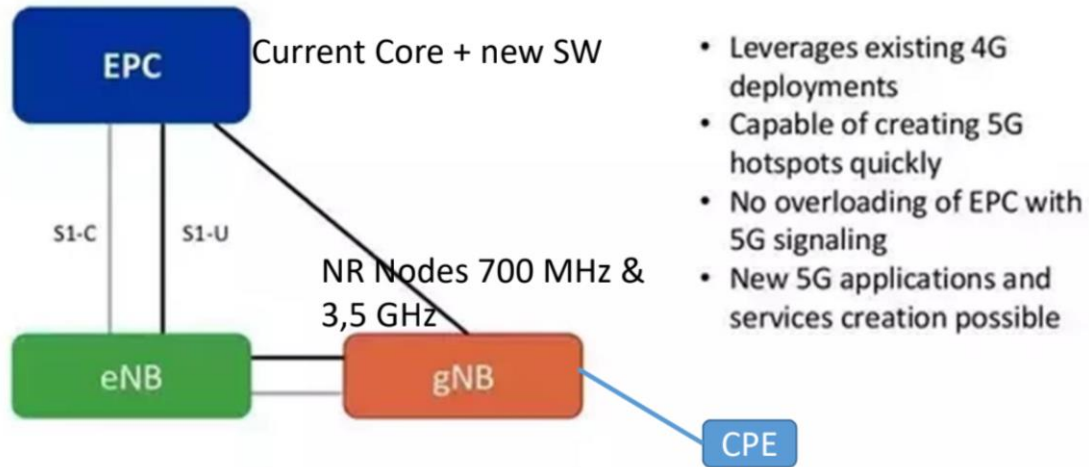 EPC
Current Core + new SW
S1-C
S1-U
NR Nodes 700 MHz &
3,5 GHz
eNB
gNB
CPE
• Leverages existing 4G
deployments
• Capable of creating 5G
hotspots quickly
• No overloading of EPC with
5G signaling
• New 5G applications and
services creation possible